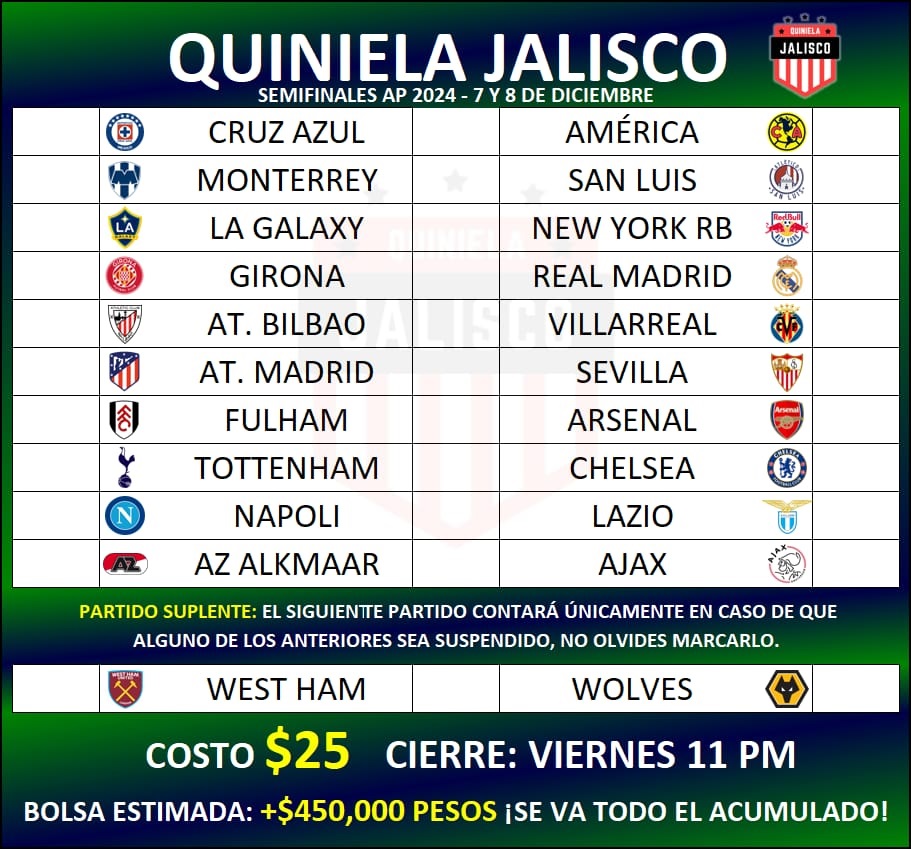 QUINIELA JALISCO
QUINIELA
JALISCO
SEMIFINALES AP 2024 - 7 Y 8 DE DICIEMBRE
CRUZ AZUL AMÉRICA
MONTERREY SAN LUIS
LA GALAXY NEW YORK RB
GIRONA REAL MADRID
AT. BILBAO VILLARREAL
AT. MADRID SEVILLA
FULHAM ARSENAL
TOTTENHAM CHELSEA
NAPOLI LAZIO
AZ ALKMAAR AJAX
QUINIELA
JALISCO
PARTIDO SUPLENTE: EL SIGUIENTE PARTIDO CONTARÁ ÚNICAMENTE EN CASO DE QUE
ALGUNO DE LOS ANTERIORES SEA SUSPENDIDO, NO OLVIDES MARCARLO.
WEST HAM WOLVES
COSTO $25 CIERRE: VIERNES 11 PM
BOLSA ESTIMADA: +$450,000 PESOS ¡SE VA TODO EL ACUMULADO!